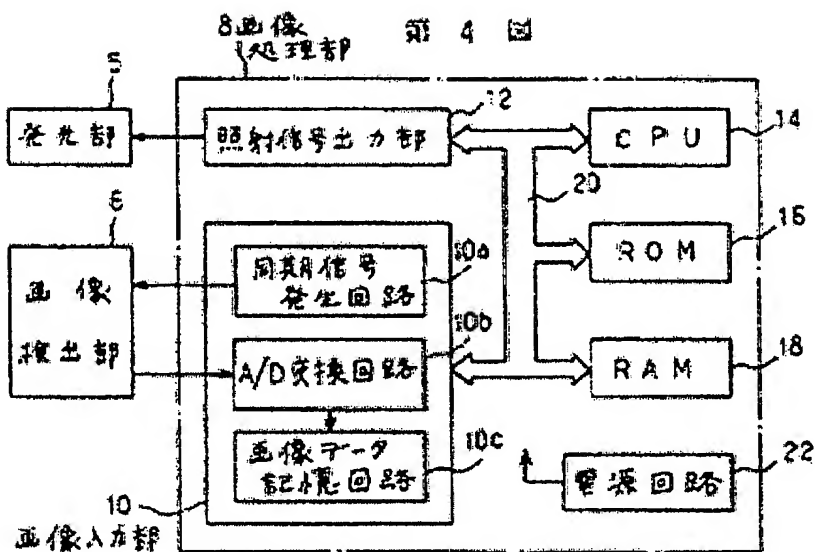 8画像
処理部
第 4 図
5
発光部
12
照射信号出力部
14
CPU
20
6
画像
検出部
同期信号
発生回路
10a
16
ROM
10b
A/D変換回路
18
RAM
画像データ
記憶回路
10c
10
画像入力部
22
電源回路